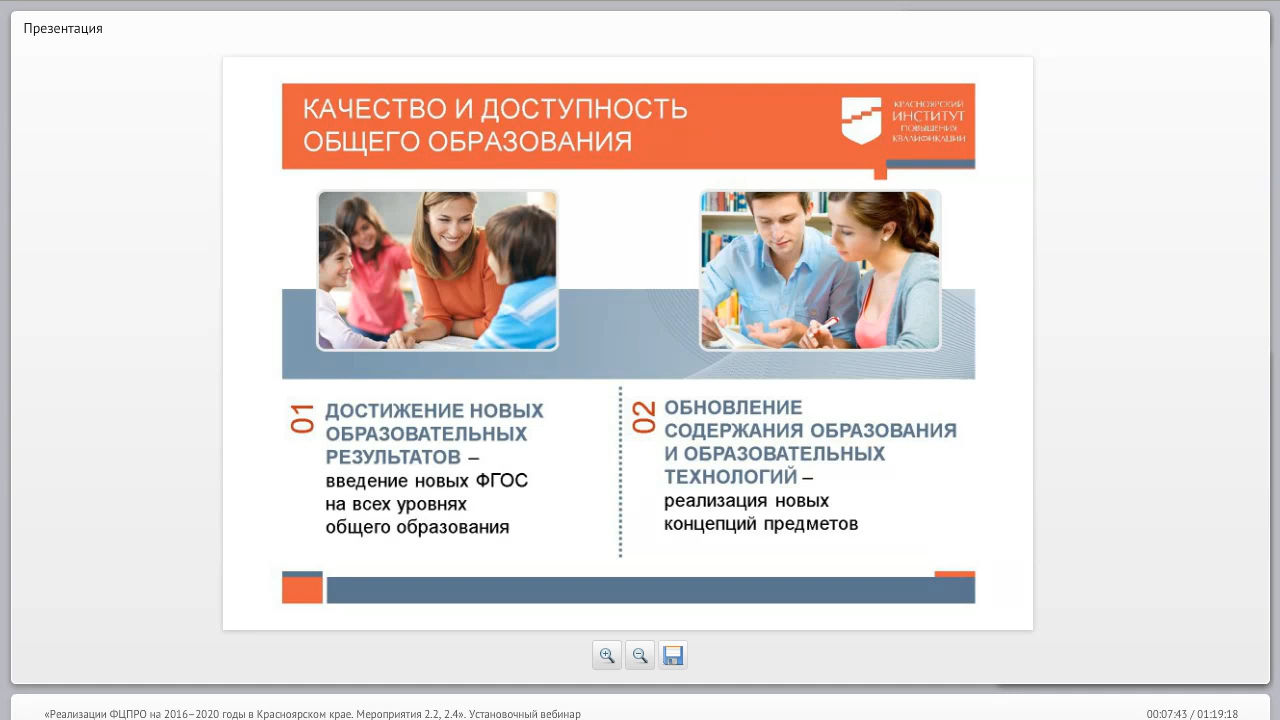 Презентация
КАЧЕСТВО И ДОСТУПНОСТЬ
ОБЩЕГО ОБРАЗОВАНИЯ
КРАСНОЯРСКИЙ
ИНСТИТУТ
ПОВЫШЕНИЯ
КВАЛИФИКАЦИИ
01
ДОСТИЖЕНИЕ НОВЫХ
ОБРАЗОВАТЕЛЬНЫХ
РЕЗУЛЬТАТОВ –
введение новых ФГОС
на всех уровнях
общего образования
02
ОБНОВЛЕНИЕ
СОДЕРЖАНИЯ ОБРАЗОВАНИЯ
И ОБРАЗОВАТЕЛЬНЫХ
ТЕХНОЛОГИЙ –
реализация новых
концепций предметов
«Реализации ФЦПРО на 2016–2020 годы в Красноярском крае. Мероприятия 2.2, 2.4». Установочный вебинар
00:07:43 / 01:19:18